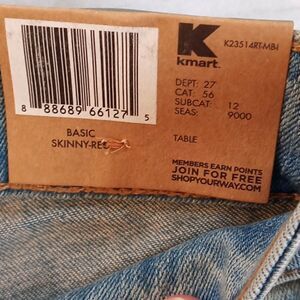 K
K23514RT-MB-I
kmart.
8 88689 66127 5
DEPT: 27
CAT: 56
SUBCAT: 12
SEAS: 9000
BASIC
SKINNY-REG
TABLE
MEMBERS EARN POINTS
JOIN FOR FREE
SHOPYOURWAY.COM